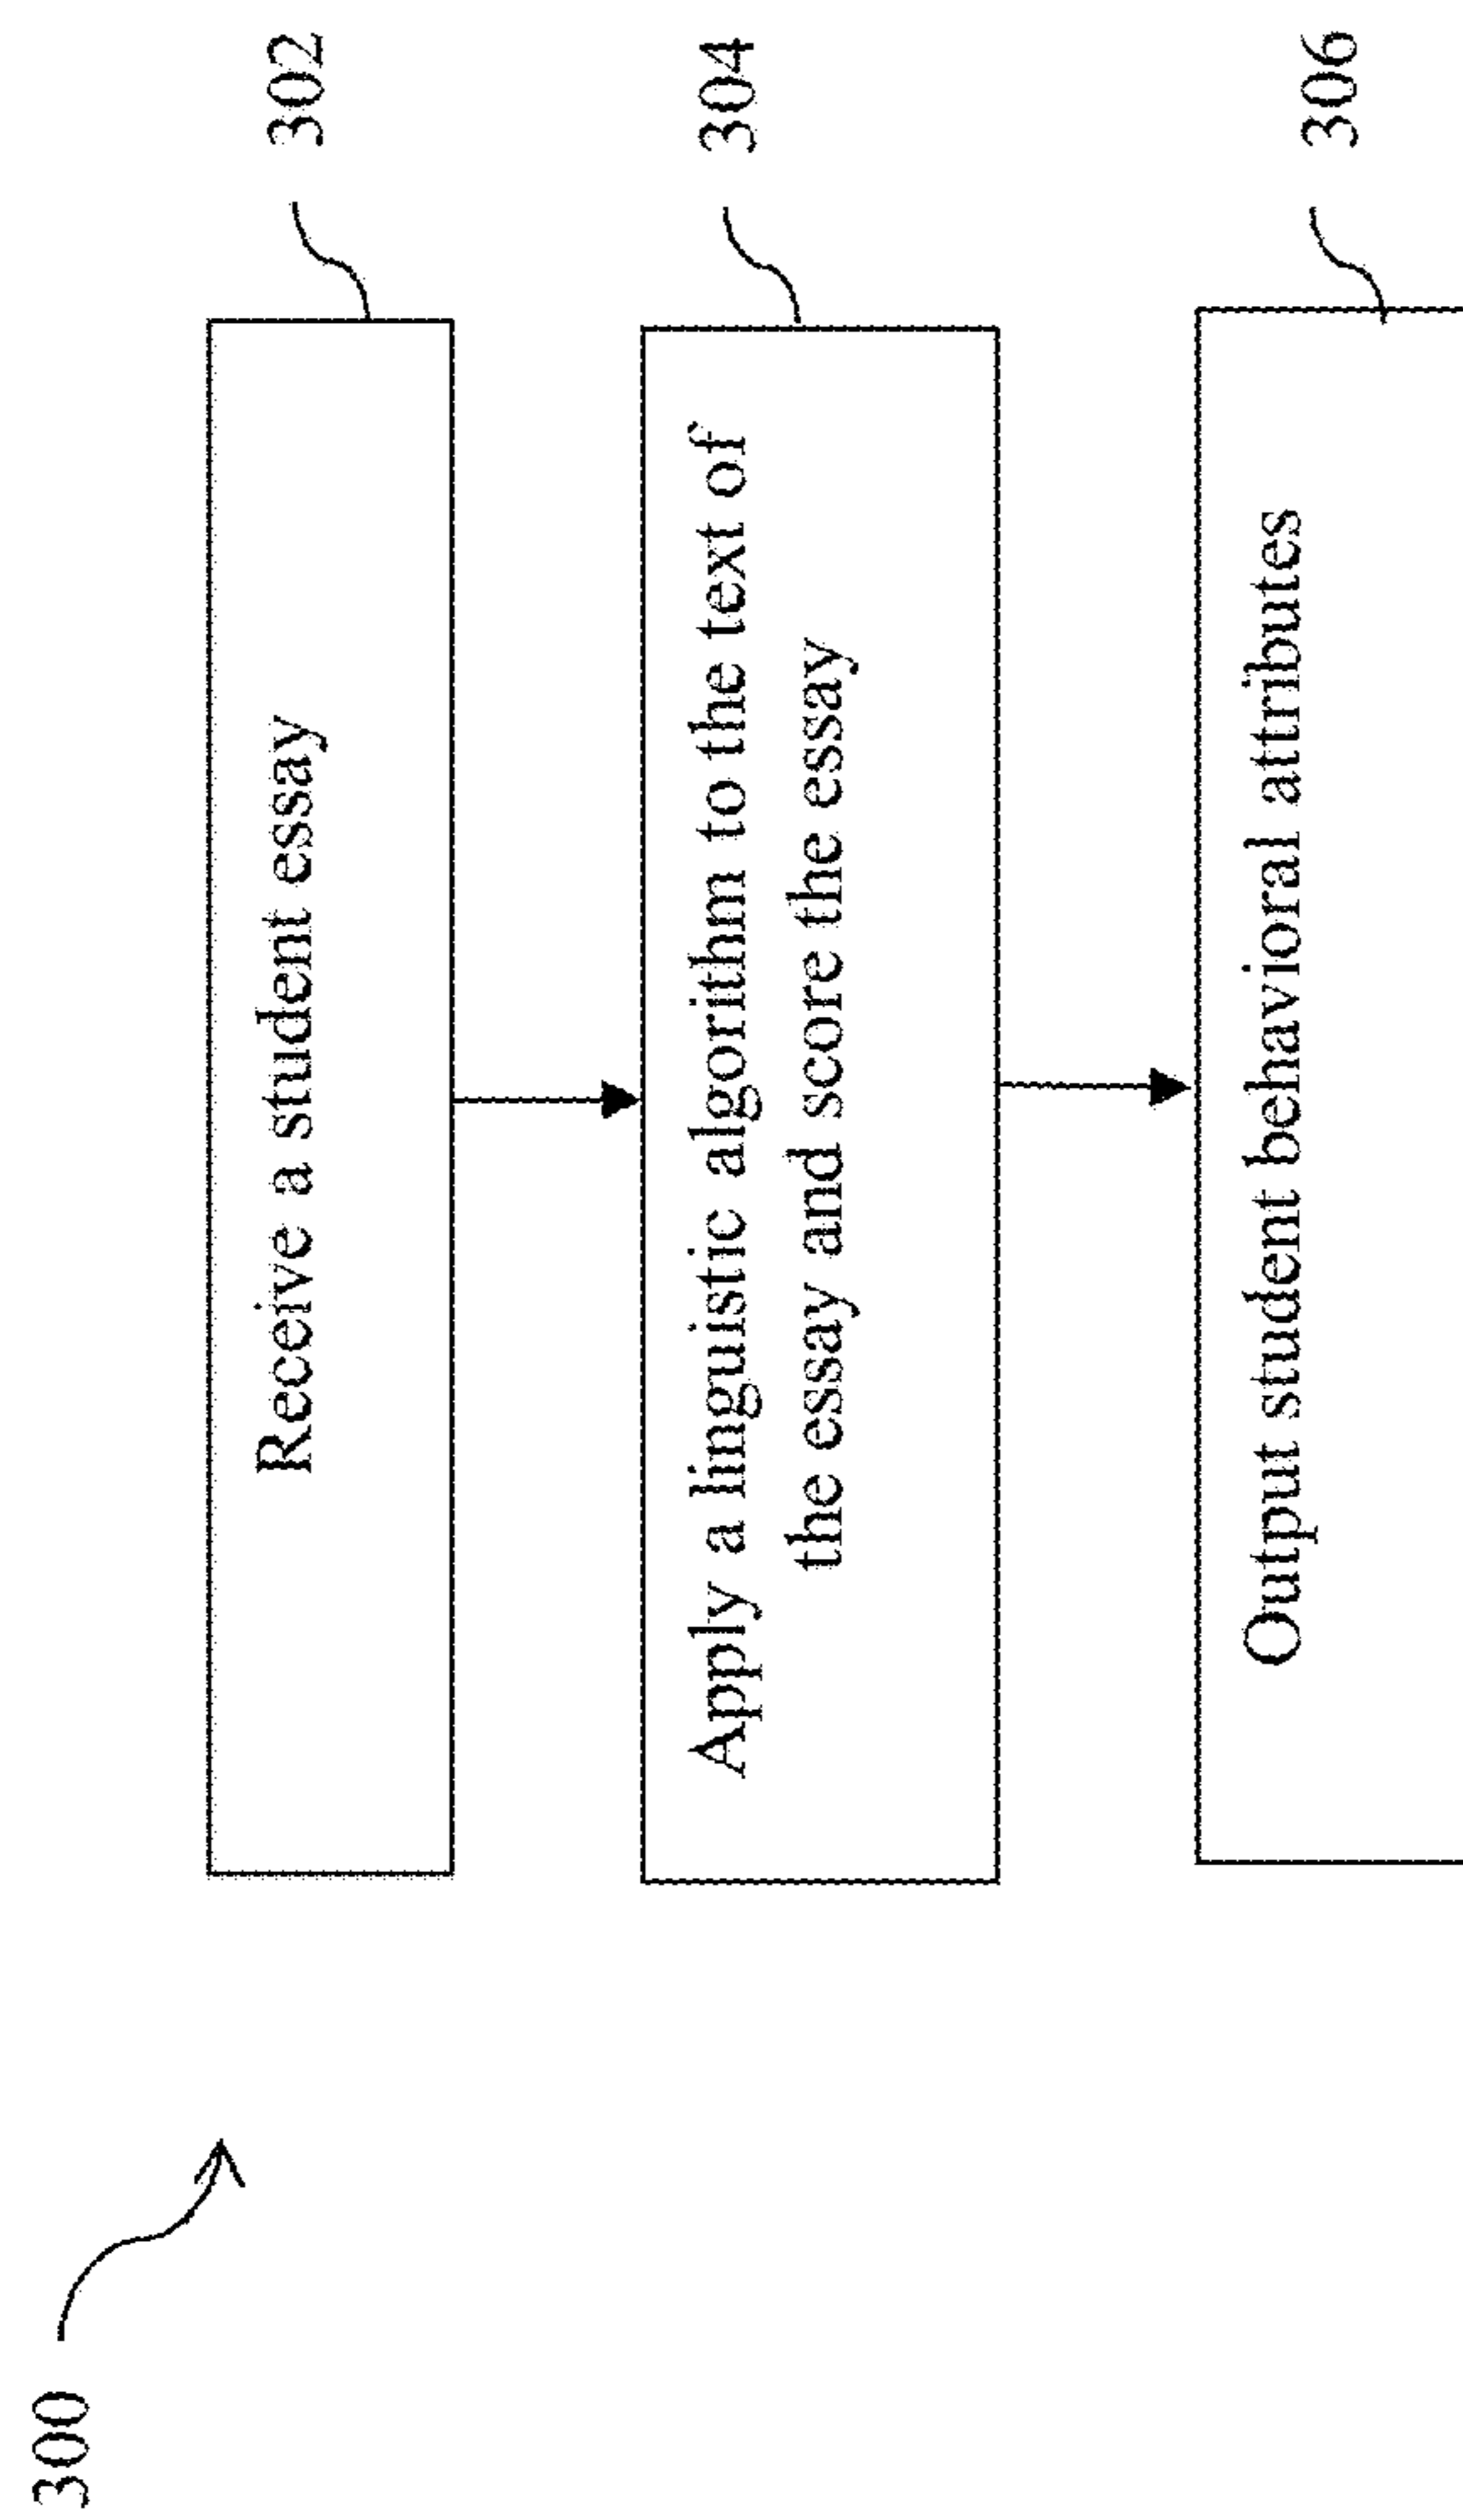 300
Receive a student essay
302
Apply a linguistic algorithm to the text of
the essay and score the essay
304
Output student behavioral attributes
306